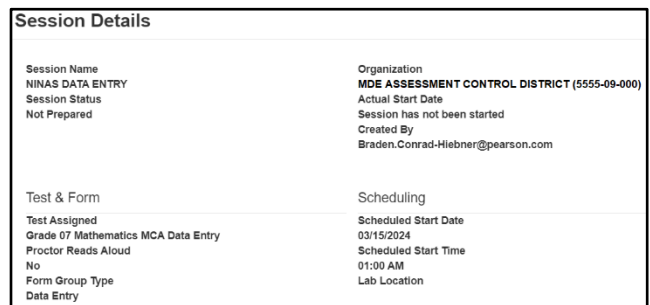 Session Details
Session Name
NINAS DATA ENTRY
Session Status
Not Prepared
Organization
MDE ASSESSMENT CONTROL DISTRICT (5555-09-000)
Actual Start Date
Session has not been started
Created By
Braden.Conrad-Hiebner@pearson.com
Test & Form
Test Assigned
Grade 07 Mathematics MCA Data Entry
Proctor Reads Aloud
No
Form Group Type
Data Entry
Scheduling
Scheduled Start Date
03/15/2024
Scheduled Start Time
01:00 AM
Lab Location